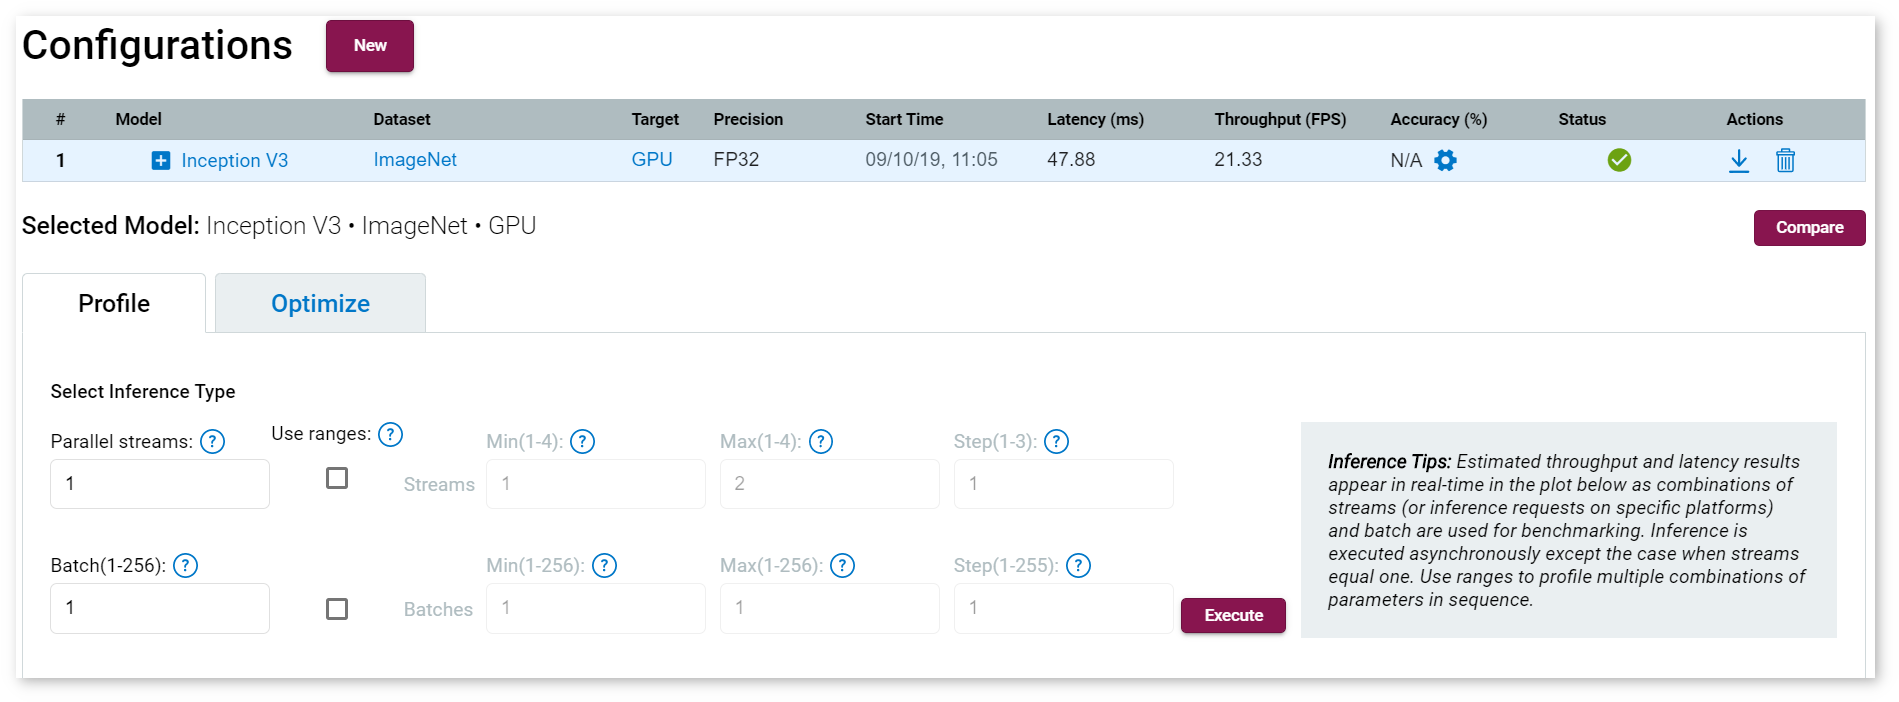 Configurations New
# Model Dataset Target Precision Start Time Latency (ms) Throughput (FPS) Accuracy (%) Status Actions
1 Inception V3 ImageNet GPU FP32 09/10/19, 11:05 47.88 21.33 N/A
Selected Model: Inception V3 • ImageNet • GPU
Compare
Profile Optimize
Select Inference Type
Parallel streams: ? Use ranges: ? Min(1-4): ? Max(1-4): ? Step(1-3): ?
1 Streams 1 2 1
Batch(1-256): ? Min(1-256): ? Max(1-256): ? Step(1-255): ?
1 Batches 1 1 1
Execute
Inference Tips: Estimated throughput and latency results
appear in real-time in the plot below as combinations of
streams (or inference requests on specific platforms)
and batch are used for benchmarking. Inference is
executed asynchronously except the case when streams
equal one. Use ranges to profile multiple combinations of
parameters in sequence.